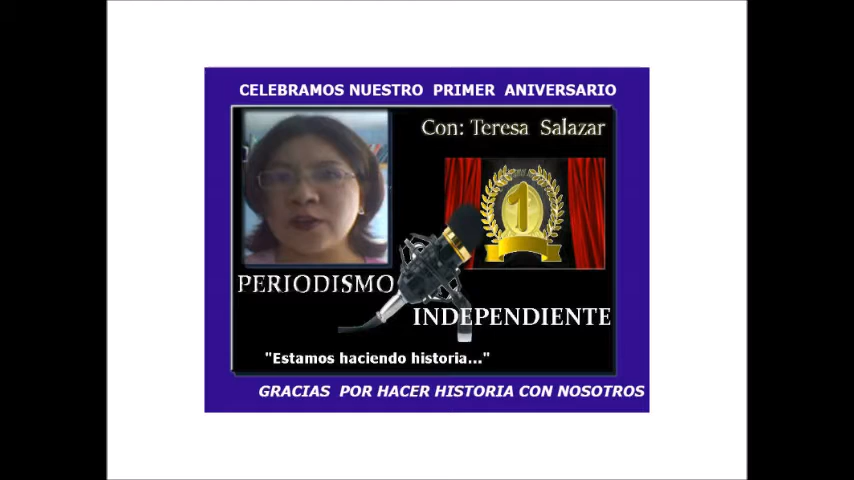 CELEBRAMOS NUESTRO PRIMER ANIVERSARIO
Con: Teresa Salazar
1
PERIODISMO
INDEPENDIENTE
"Estamos haciendo historia..."
GRACIAS POR HACER HISTORIA CON NOSOTROS